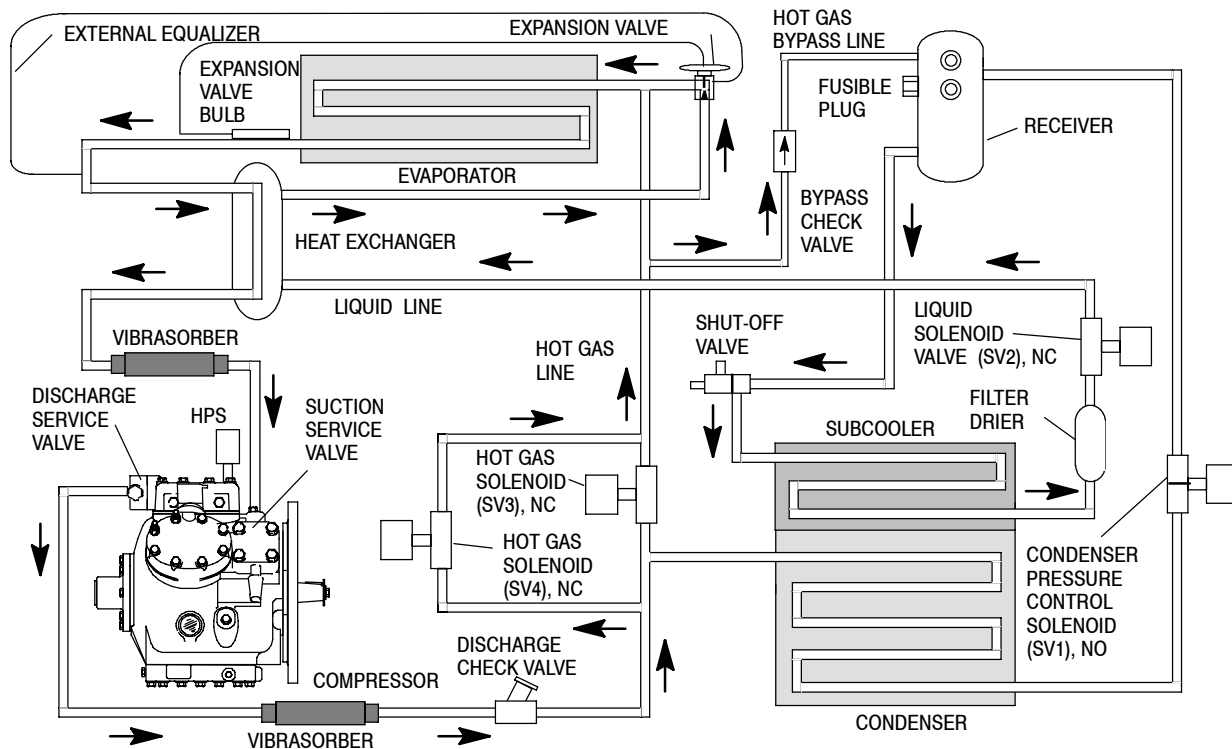 EXTERNAL EQUALIZER
EXPANSION VALVE
HOT GAS
BYPASS LINE
EXPANSION
VALVE
BULB
FUSIBLE
PLUG
RECEIVER
EVAPORATOR
BYPASS
CHECK
VALVE
HEAT EXCHANGER
LIQUID LINE
SHUT-OFF
VALVE
LIQUID
SOLENOID
VALVE (SV2), NC
VIBRASORBER
HOT GAS
LINE
DISCHARGE
SERVICE
VALVE
HPS
SUCTION
SERVICE
VALVE
FILTER
DRIER
SUBCOOLER
HOT GAS
SOLENOID
(SV3), NC
HOT GAS
SOLENOID
(SV4), NC
CONDENSER
PRESSURE
CONTROL
SOLENOID
(SV1), NO
DISCHARGE
CHECK VALVE
COMPRESSOR
VIBRASORBER
CONDENSER